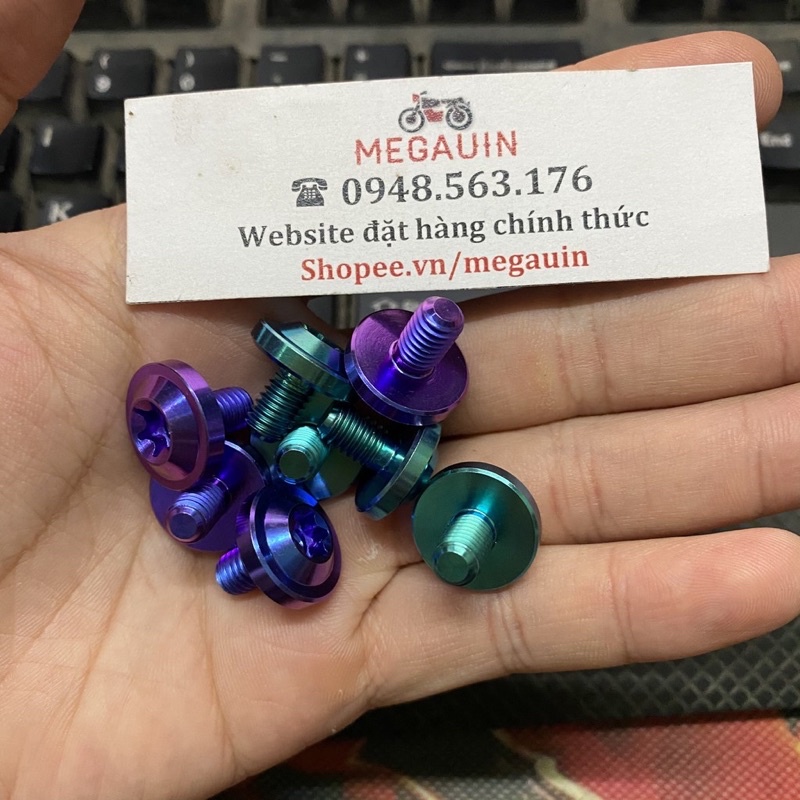 MEGAUIN
☎ 0948.563.176
Website đặt hàng chính thức
Shopee.vn/megauin
K